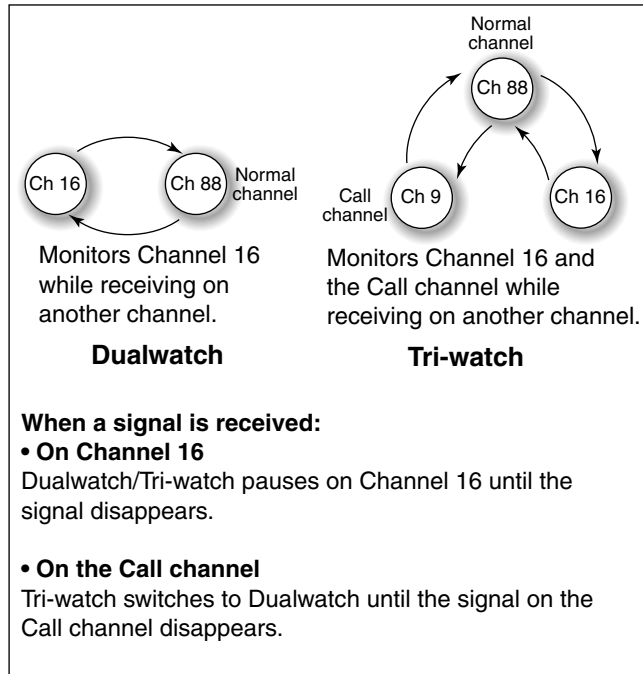 Ch 16
Ch 88
Normal
channel
Monitors Channel 16
while receiving on
another channel.
Dualwatch
Normal
channel
Ch 88
Call
channel
Ch 9
Ch 16
Monitors Channel 16 and
the Call channel while
receiving on another channel.
Tri-watch
When a signal is received:
• On Channel 16
Dualwatch/Tri-watch pauses on Channel 16 until the
signal disappears.
• On the Call channel
Tri-watch switches to Dualwatch until the signal on the
Call channel disappears.